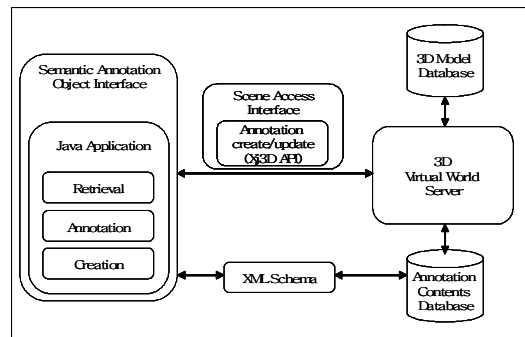 Semantic Annotation
Object Interface
Java Application
Retrieval
Annotation
Creation
Scene Access
Interface
Annotation
create/update
(Xj3D API)
XML Schema
3D Model
Database
3D
Virtual World
Server
Annotation
Contents
Database